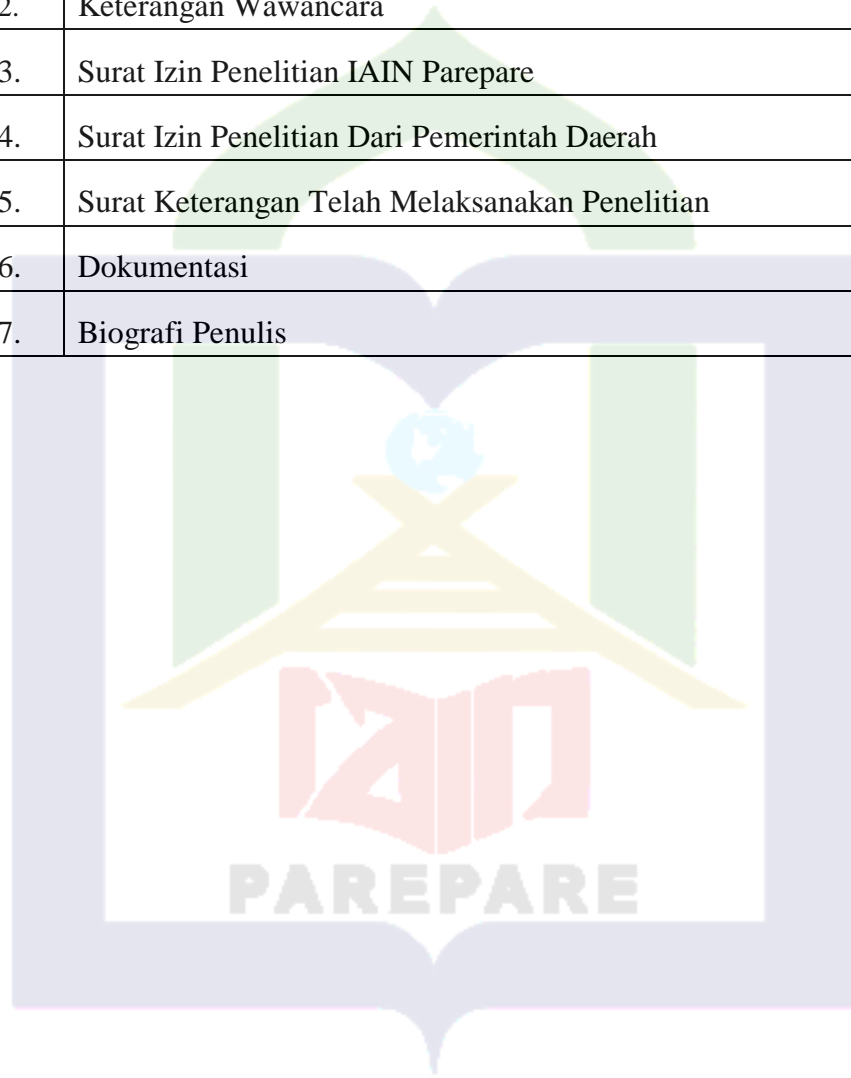 2. Keterangan Wawancara
3. Surat Izin Penelitian IAIN Parepare
4. Surat Izin Penelitian Dari Pemerintah Daerah
5. Surat Keterangan Telah Melaksanakan Penelitian
6. Dokumentasi
7. Biografi Penulis
iain
PAREPARE